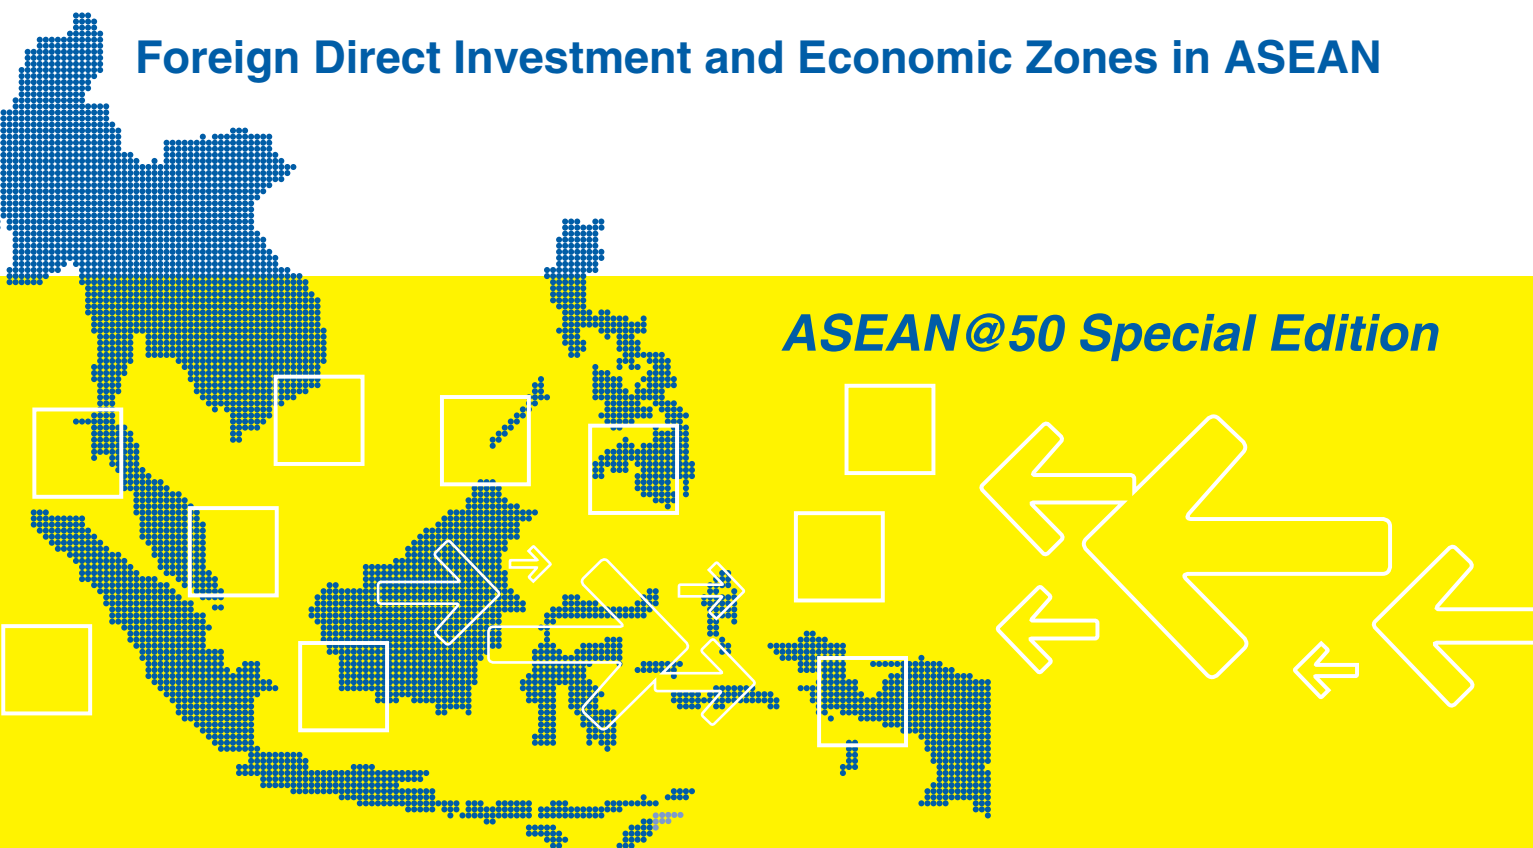 Foreign Direct Investment and Economic Zones in ASEAN
ASEAN@50 Special Edition